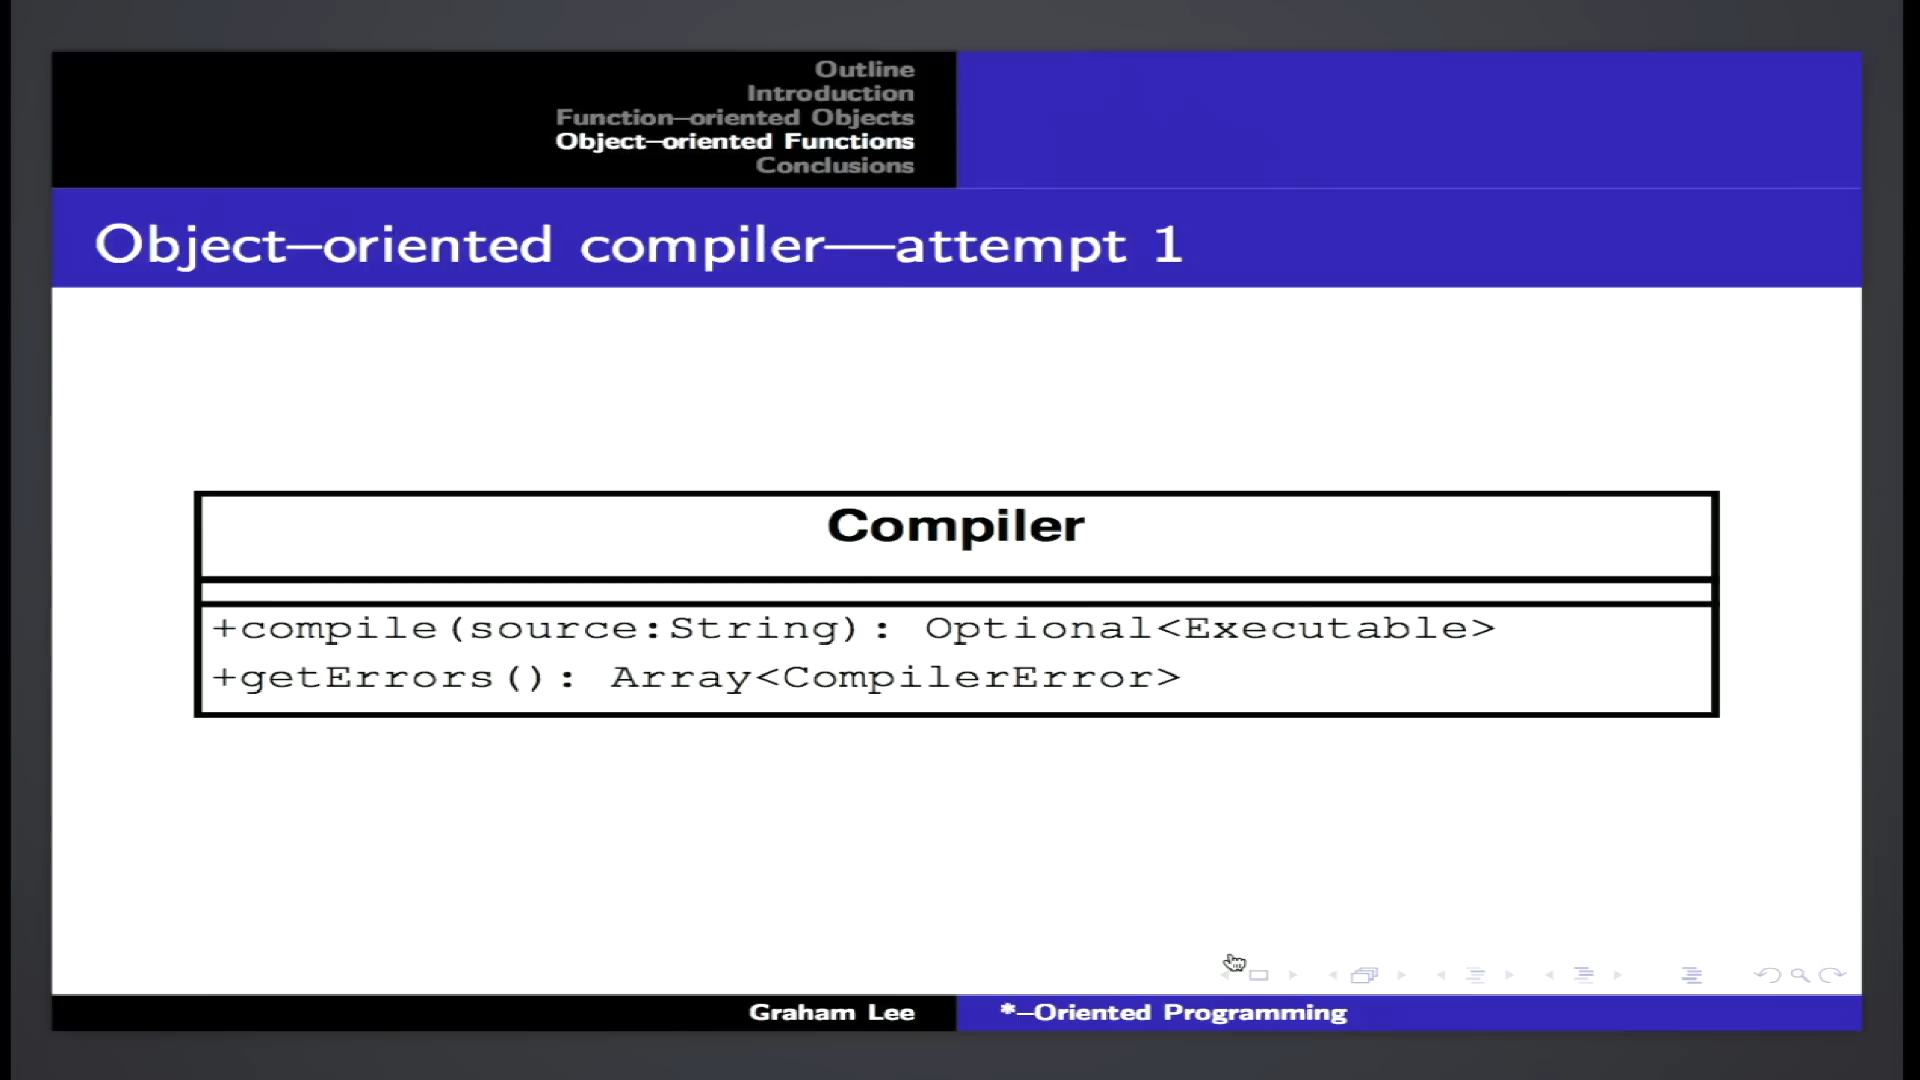 Outline
Introduction
Function–oriented Objects
Object–oriented Functions
Conclusions
Object–oriented compiler—attempt 1
Compiler
+compile(source:String): Optional<Executable>
+getErrors(): Array<CompilerError>
Graham Lee
*–Oriented Programming